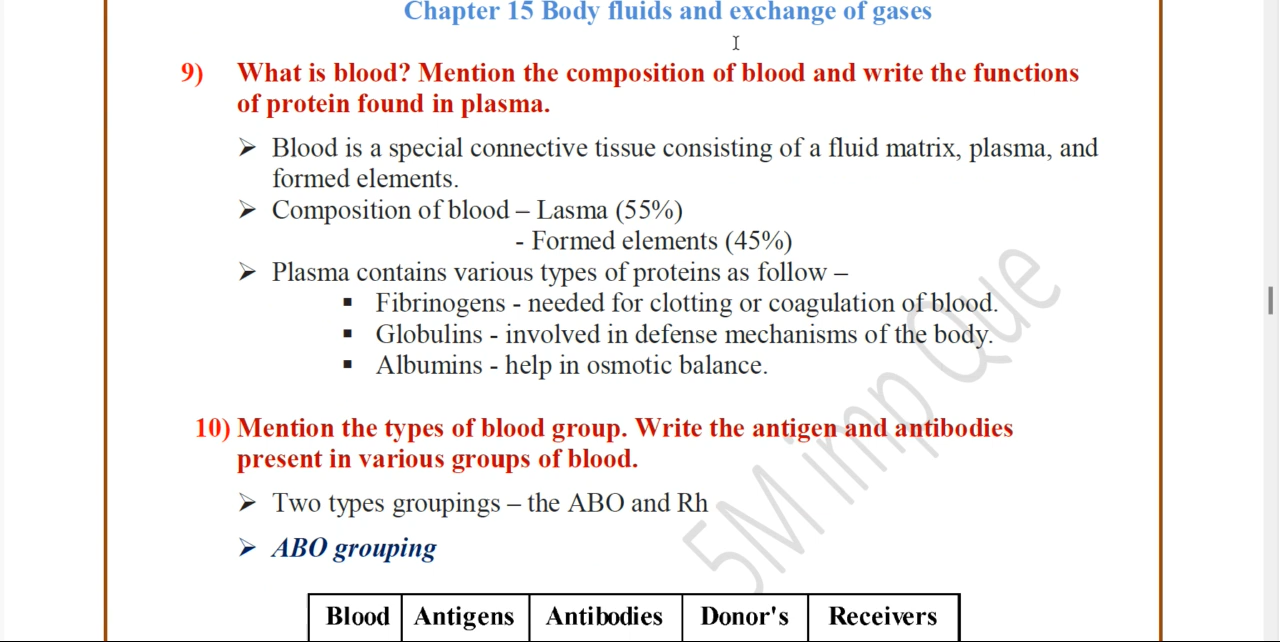 Chapter 15 Body fluids and exchange of gases
9) What is blood? Mention the composition of blood and write the functions
of protein found in plasma.
➢ Blood is a special connective tissue consisting of a fluid matrix, plasma, and
formed elements.
➢ Composition of blood – Lasma (55%)
- Formed elements (45%)
➢ Plasma contains various types of proteins as follow –
▪ Fibrinogens - needed for clotting or coagulation of blood.
▪ Globulins - involved in defense mechanisms of the body.
▪ Albumins - help in osmotic balance.
10) Mention the types of blood group. Write the antigen and antibodies
present in various groups of blood.
➢ Two types groupings – the ABO and Rh
➢ ABO grouping
Blood Antigens Antibodies Donor's Receivers
5M imp Que